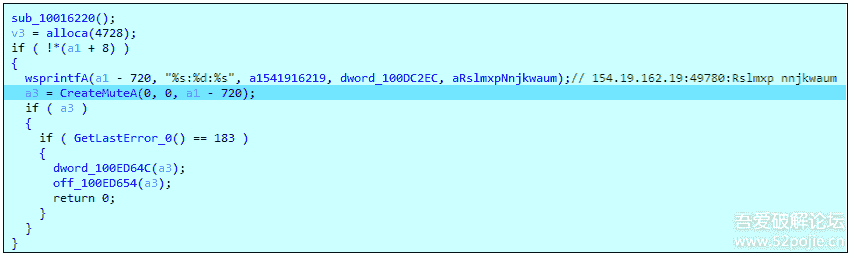 sub_10016220();
v3 = alloca(4728);
if ( !*(a1 + 8) )
{
wsprintfA(a1 - 720, "%s:%d:%s", a1541916219, dword_100DC2EC, aRslmxpNnjkwaum);// 154.19.162.19:49780:Rslmxp nnjkwaum
a3 = CreateMuteA(0, 0, a1 - 720);
if ( a3 )
{
if ( GetLastError_0() == 183 )
{
dword_100ED64C(a3);
off_100ED654(a3);
return 0;
}
}
}
吾爱破解论坛
www.52pojie.cn